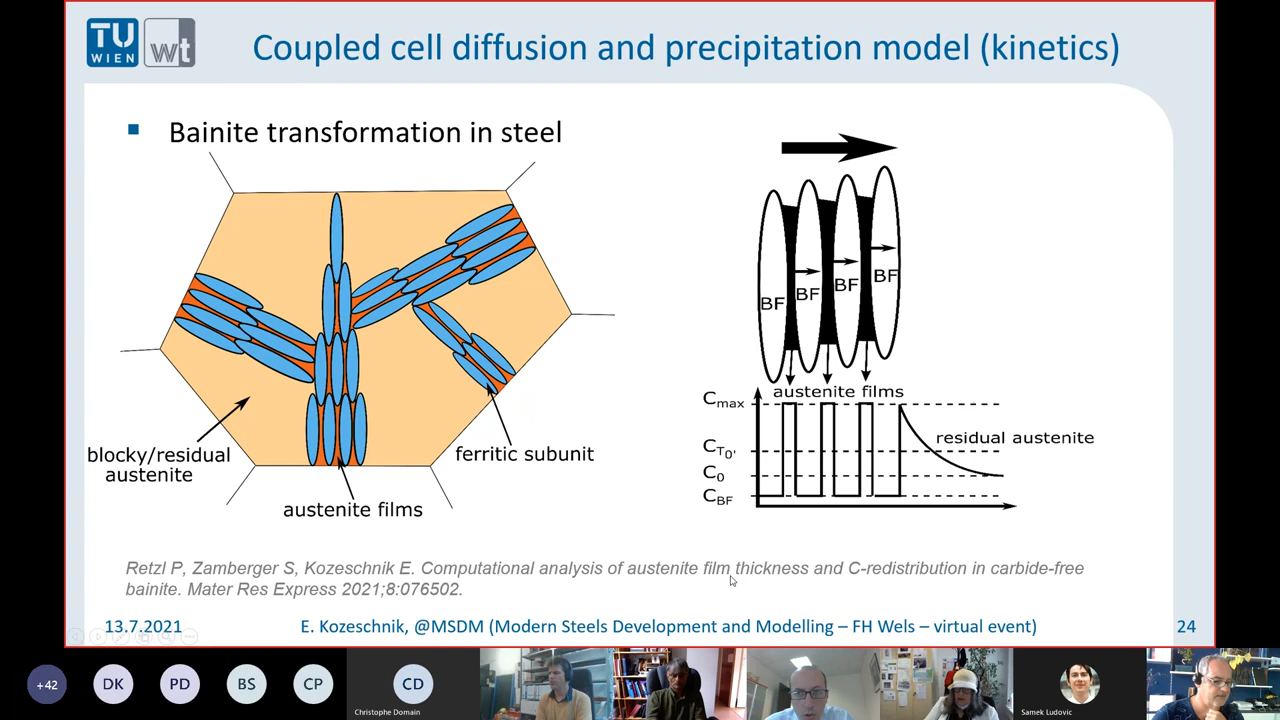 TU
WIEN
wt
Coupled cell diffusion and precipitation model (kinetics)
Bainite transformation in steel
blocky/residual
austenite
austenite films
ferritic subunit
BF
BF
BF
BF
austenite films
Cmax
CT0'
C0
CBF
residual austenite
Retzl P, Zamberger S, Kozeschnik E. Computational analysis of austenite film thickness and C-redistribution in carbide-free
bainite. Mater Res Express 2021;8:076502.
13.7.2021
E. Kozeschnik, @MSDM (Modern Steels Development and Modelling – FH Wels – virtual event)
24
+42
DK
PD
BS
CP
CD
Christophe Domain
Samek Ludovic